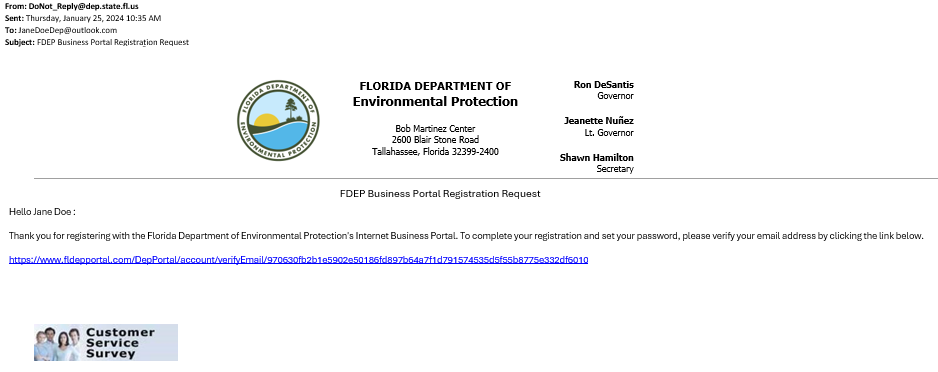 From: DoNot_Reply@dep.state.fl.us
Sent: Thursday, January 25, 2024 10:35 AM
To: JaneDoeDep@outlook.com
Subject: FDEP Business Portal Registration Request
FLORIDA DEPARTMENT OF
ENVIRONMENTAL PROTECTION
FLORIDA DEPARTMENT OF
Environmental Protection
Bob Martinez Center
2600 Blair Stone Road
Tallahassee, Florida 32399-2400
Ron DeSantis
Governor
Jeanette Nuñez
Lt. Governor
Shawn Hamilton
Secretary
FDEP Business Portal Registration Request
Hello Jane Doe :
Thank you for registering with the Florida Department of Environmental Protection's Internet Business Portal. To complete your registration and set your password, please verify your email address by clicking the link below.
https://www.fldepportal.com/DepPortal/account/verifyEmail/970630fb2b1e5902e50186fd897b64a7f1d791574535d5f55b8775e332df6010
Customer
Service
Survey